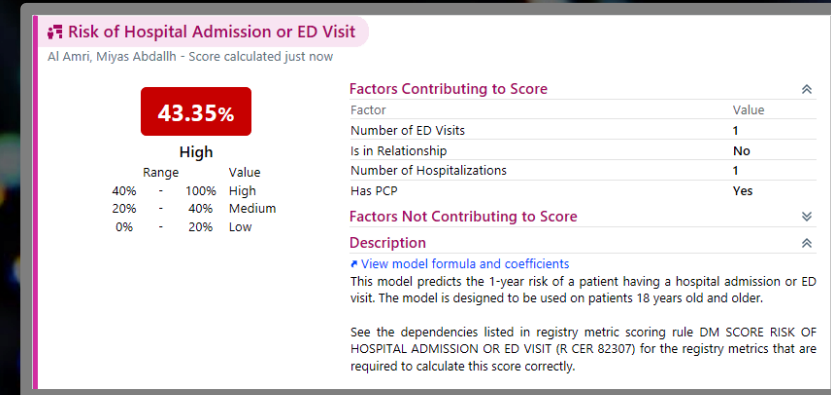 Risk of Hospital Admission or ED Visit
Al Amri, Miyas Abdallh - Score calculated just now
43.35%
High
Range Value
40% - 100% High
20% - 40% Medium
0% - 20% Low
Factors Contributing to Score
Factor Value
Number of ED Visits 1
Is in Relationship No
Number of Hospitalizations 1
Has PCP Yes
Factors Not Contributing to Score
Description
View model formula and coefficients
This model predicts the 1-year risk of a patient having a hospital admission or ED
visit. The model is designed to be used on patients 18 years old and older.
See the dependencies listed in registry metric scoring rule DM SCORE RISK OF
HOSPITAL ADMISSION OR ED VISIT (R CER 82307) for the registry metrics that are
required to calculate this score correctly.